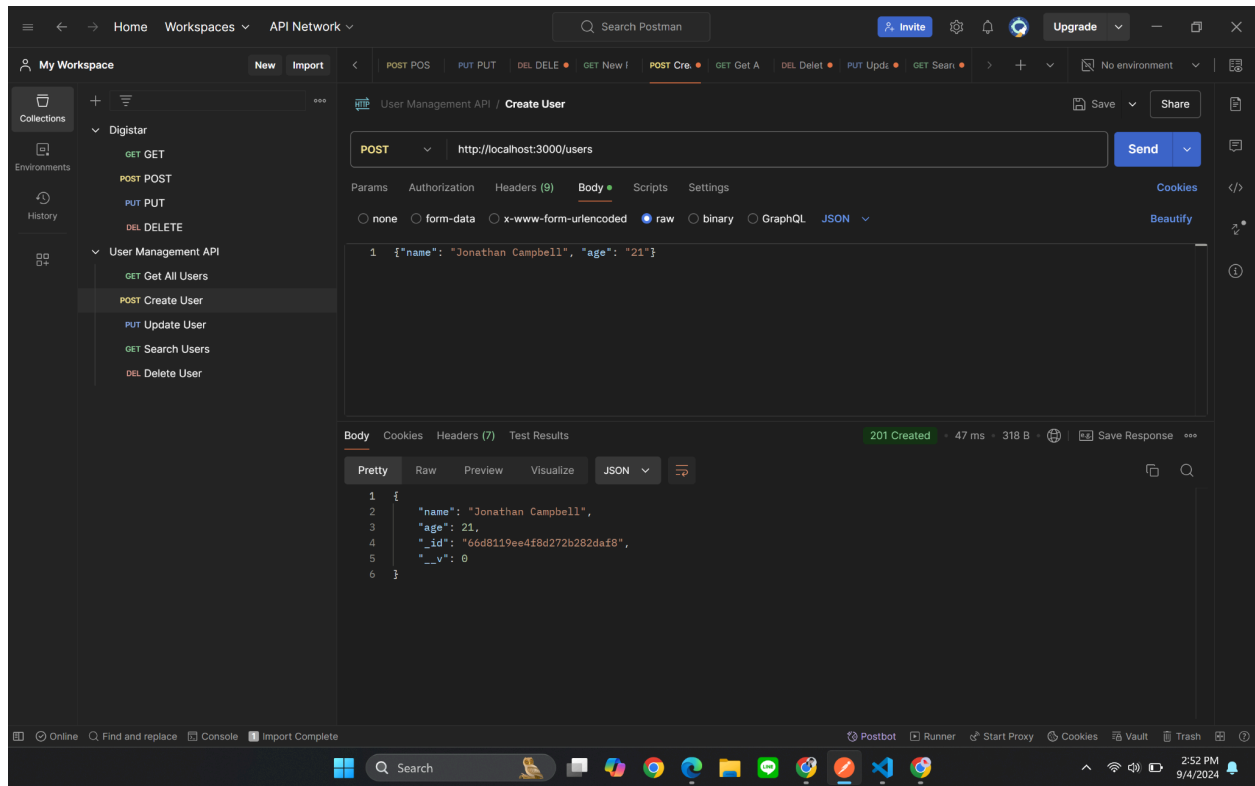 Home Workspaces API Network Search Postman Invite Upgrade
My Workspace New Import POST POS PUT PUT DEL DELE GET New I POST Cre. GET Get A DEL Delet PUT Upda GET Searc No environment
Collections
Environments
History
Digistar
GET GET
POST POST
PUT PUT
DEL DELETE
User Management API
GET Get All Users
POST Create User
PUT Update User
GET Search Users
DEL Delete User
HTTP User Management API / Create User Save Share
POST http://localhost:3000/users Send
Params Authorization Headers (9) Body Scripts Settings Cookies
none form-data x-www-form-urlencoded raw binary GraphQL JSON Beautify
1 {"name": "Jonathan Campbell", "age": "21"}
Body Cookies Headers (7) Test Results 201 Created 47 ms 318 B e.g. Save Response
Pretty Raw Preview Visualize JSON
1 {
2 "name": "Jonathan Campbell",
3 "age": 21,
4 "_id": "66d8119ee4f8d272b282daf8",
5 "__v": 0
6 }
Online Find and replace Console 1 Import Complete Postbot Runner Start Proxy Cookies Vault Trash
Search LINE 2:52 PM
9/4/2024